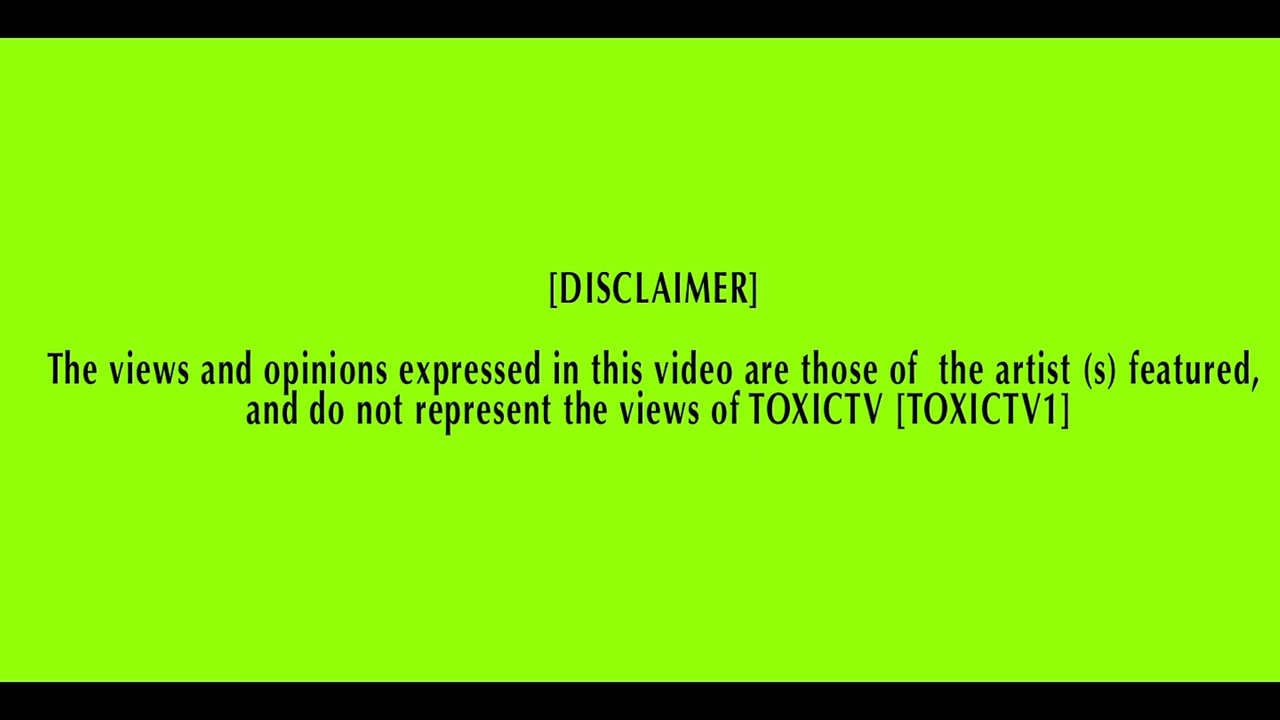 [DISCLAIMER]
The views and opinions expressed in this video are those of  the artist (s) featured,
and do not represent the views of TOXICTV [TOXICTV1]